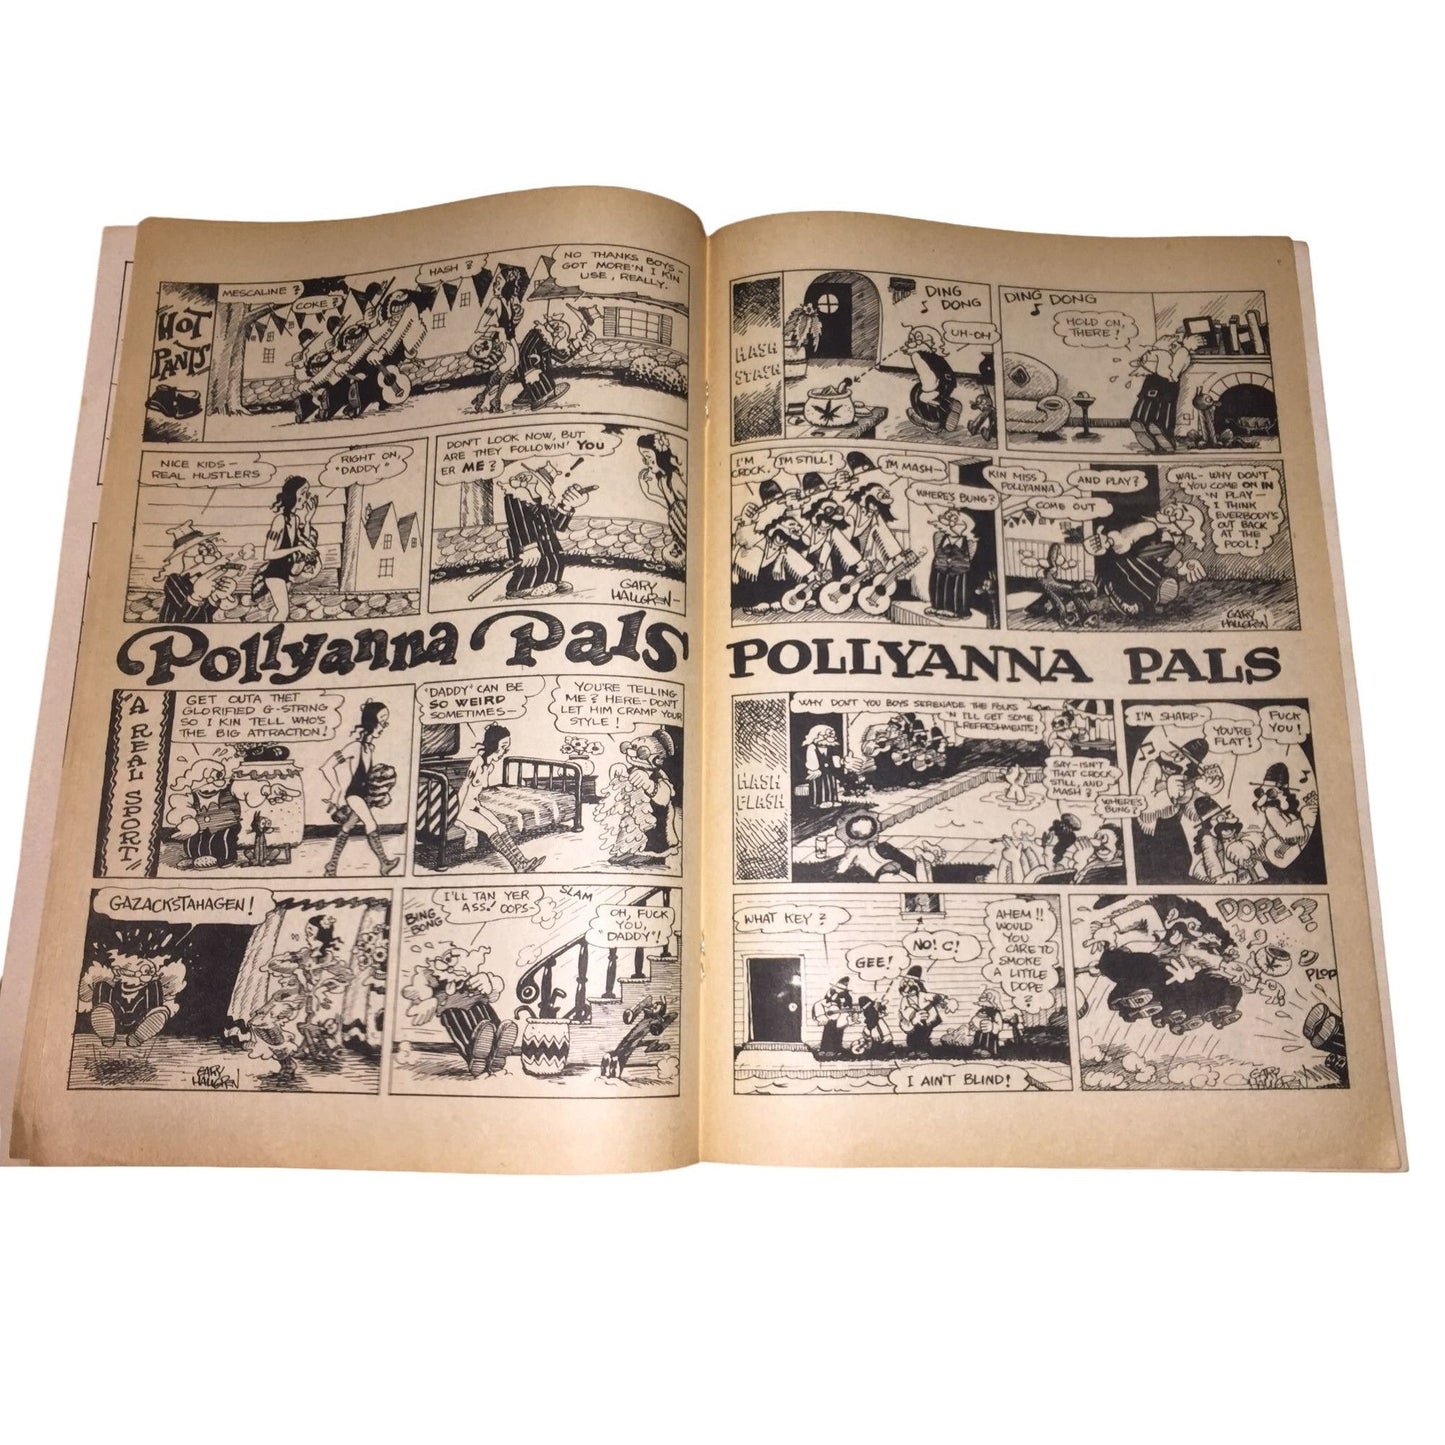 HOT
PANTS
MESCALINE?
COKE?
HASH?
NO THANKS BOYS-
GOT MORE'N I KIN
USE, REALLY.
NICE KIDS-
REAL HUSTLERS
RIGHT ON,
"DADDY"
DON'T LOOK NOW, BUT
ARE THEY FOLLOWIN' YOU
ER ME?
!
GARY
HALLGREN-
Pollyanna Pals
A REAL SPORT!
GET OUTA THET
GLORIFIED G-STRING
SO I KIN TELL WHO'S
THE BIG ATTRACTION!
"DADDY" CAN BE
SO WEIRD
SOMETIMES-
YOU'RE TELLING
ME? HERE-DON'T
LET HIM CRAMP YOUR
STYLE!
GAZACKSTAHAGEN!
GARY
HALLGREN
BING
BONG
I'LL TAN YER
ASS! OOPS-
SLAM
OH, FUCK
YOU,
"DADDY"!
HASH
STASH
DING
DONG
UH-OH
DING DONG
HOLD ON,
THERE!
I'M
CROCK.
I'M STILL!
I'M MASH-
WHERE'S BUNG?
KIN MISS
POLLYANNA
COME OUT
AND PLAY?
WAL- WHY DON'T
YOU COME ON IN
'N PLAY-
I THINK
EVERBODY'S
OUT BACK
AT THE
POOL!
GARY
HALLGREN
POLLYANNA PALS
HASH
FLASH
WHY DON'T YOU BOYS SERENADE THE FOLKS
'N I'LL GET SOME
REFRESHMENTS!
SAY-ISN'T
THAT CROCK,
STILL AND
MASH?
WHERE'S
BUNG?
I'M SHARP-
YOU'RE
FLAT!
FUCK
YOU!
WHAT KEY?
GEE!
NO! C!
I AIN'T BLIND!
AHEM!!
WOULD
YOU
CARE TO
SMOKE
A LITTLE
DOPE
?
DOPE?
PLOP
GARY
HALLGREN